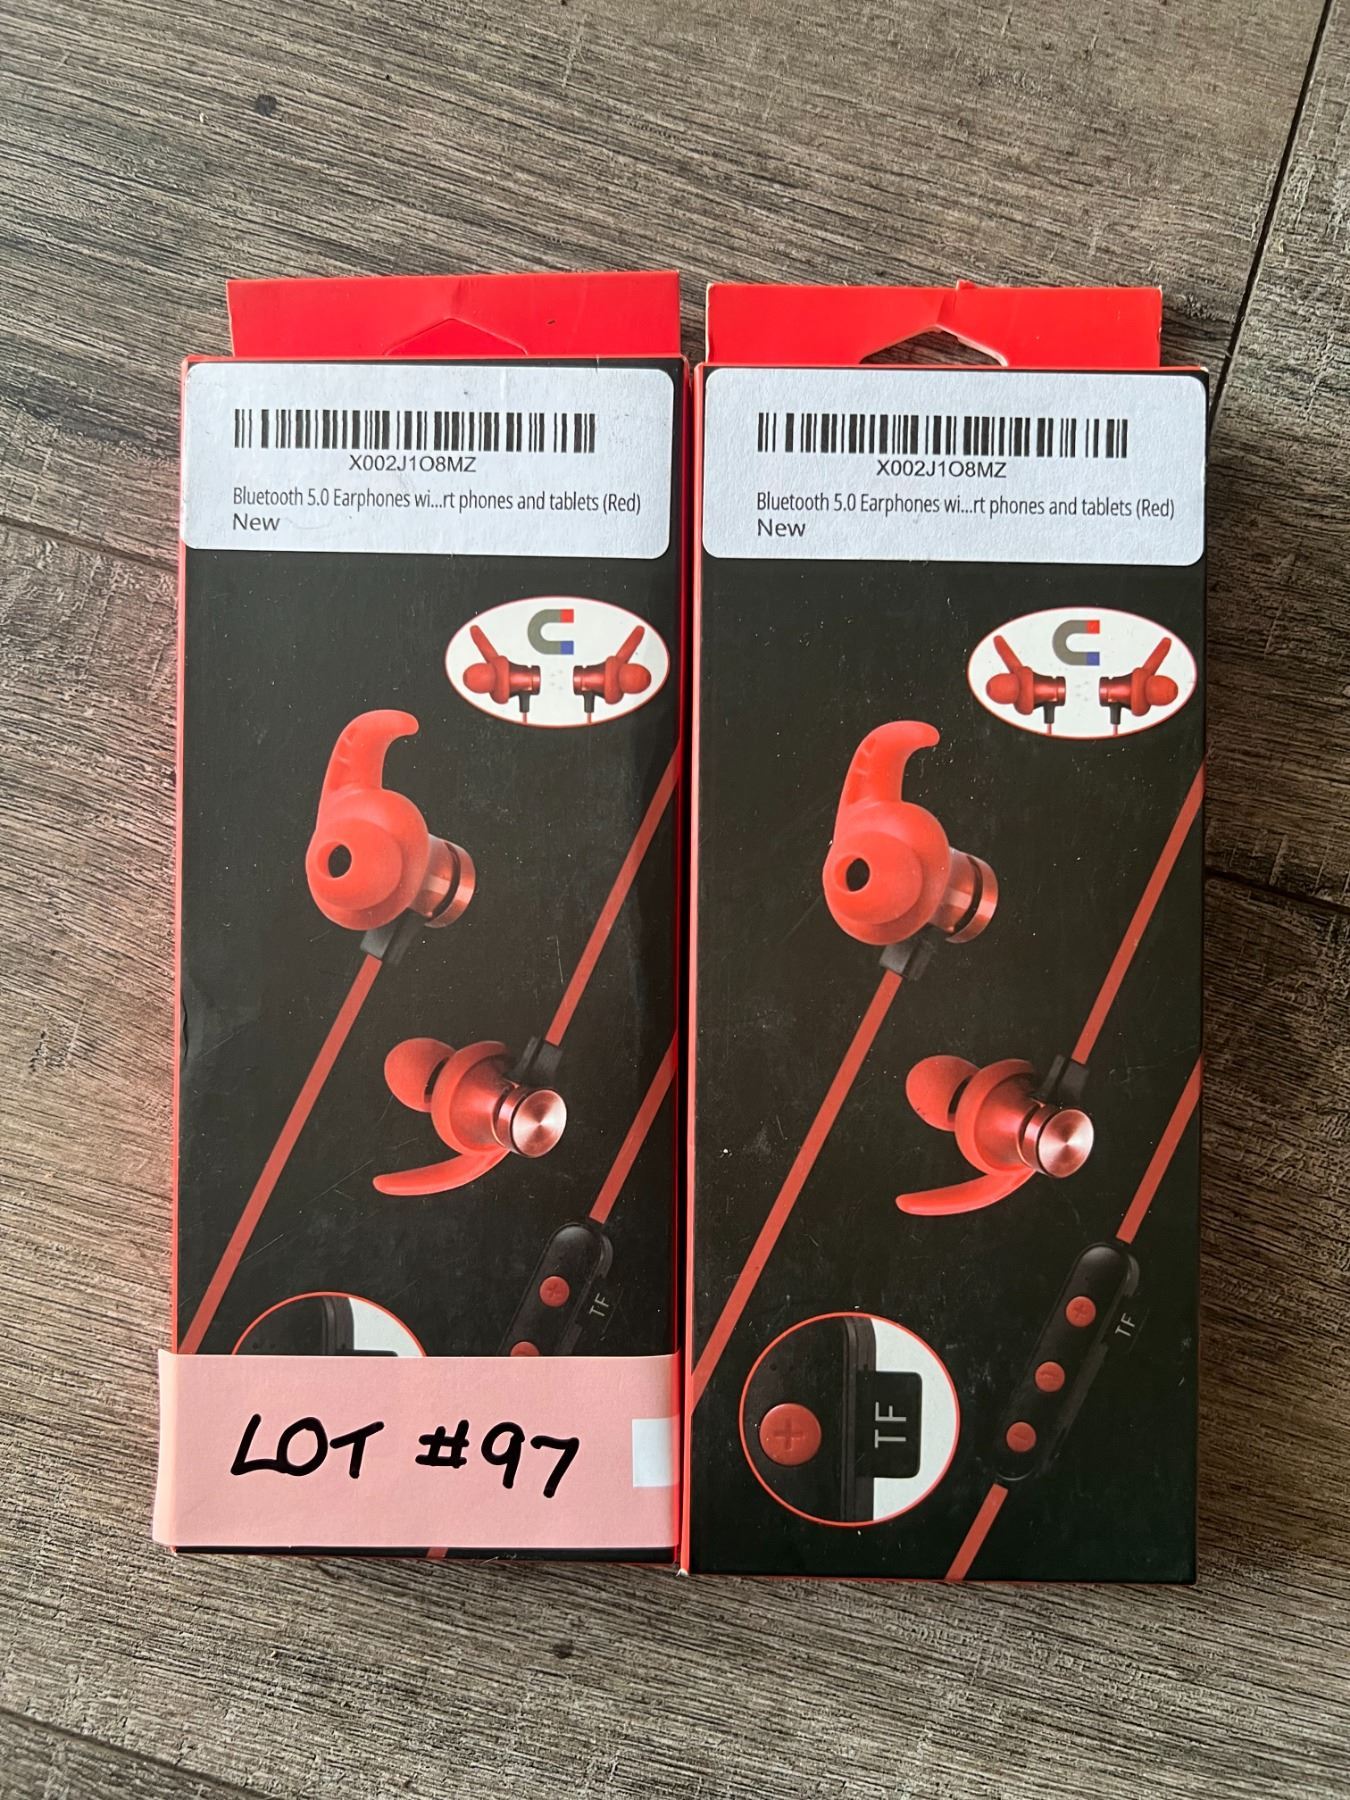 X002J1O8MZ
Bluetooth 5.0 Earphones wi...rt phones and tablets (Red)
New
TF
LOT #97
X002J1O8MZ
Bluetooth 5.0 Earphones wi...rt phones and tablets (Red)
New
TF
TF